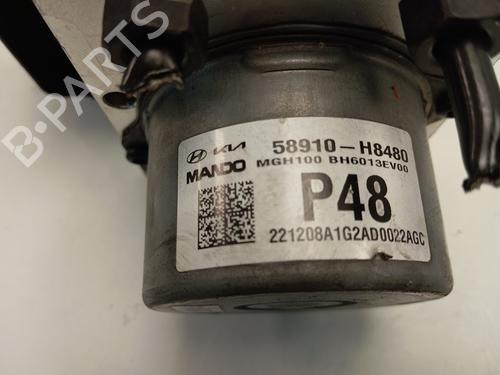 KIA 58910-H8480
MANDO MGH100 BH6013EV00
P48
221208A1G2AD0022AGC
B-PARTS